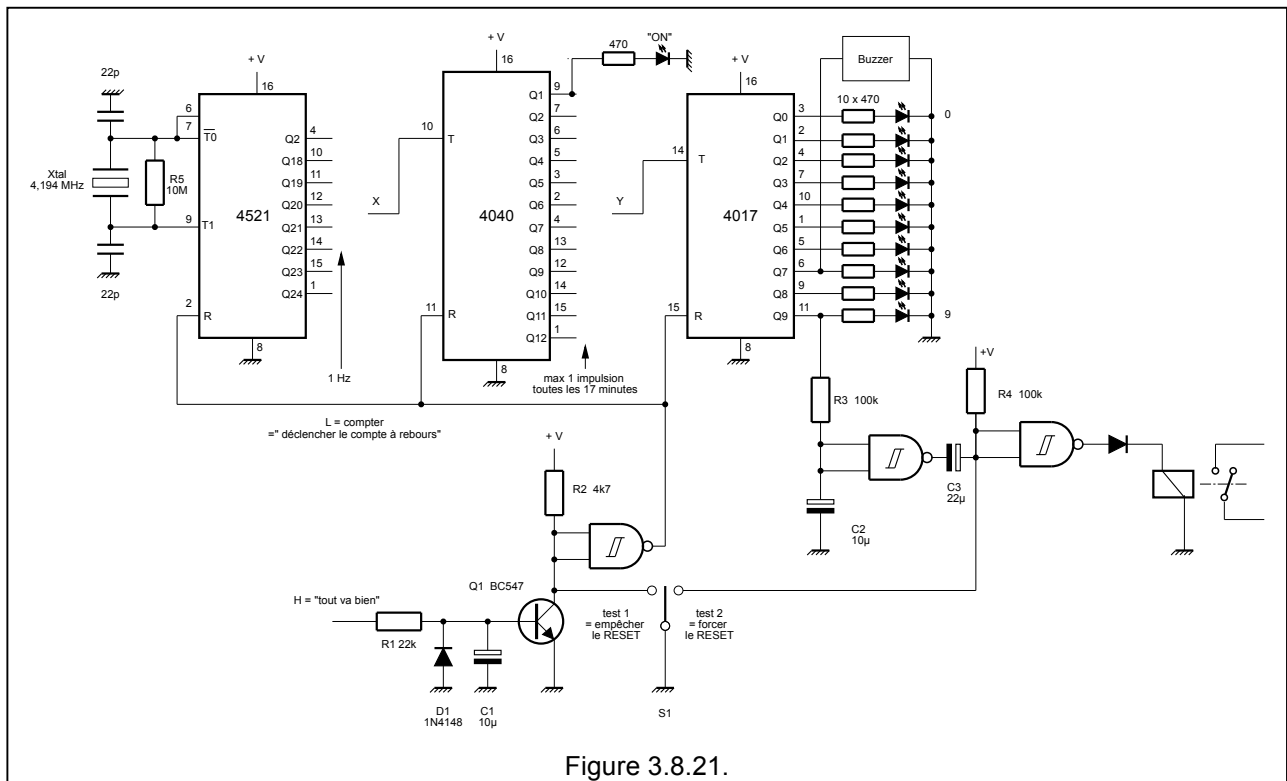 + V
16
22p
6
7
T0
Q2
4
Q18
10
Q19
11
Q20
12
Q21
13
Q22
14
Q23
15
Q24
1
Xtal
4,194 MHz
R5
10M
4521
9
T1
22p
2
R
8
1 Hz
+ V
16
10
T
X
4040
Q1
9
Q2
7
Q3
6
Q4
5
Q5
3
Q6
2
Q7
4
Q8
13
Q9
12
Q10
14
Q11
15
Q12
1
11
R
8
max 1 impulsion
toutes les 17 minutes
470
"ON"
+ V
16
14
T
Y
4017
Q0
3
Q1
2
Q2
4
Q3
7
Q4
10
Q5
1
Q6
5
Q7
6
Q8
9
Q9
11
15
R
8
Buzzer
10 x 470
0
9
L = compter
=" déclencher le compte à rebours"
+ V
R2 4k7
R3 100k
+V
R4 100k
C3
22µ
C2
10µ
Q1 BC547
H = "tout va bien"
R1 22k
D1
1N4148
C1
10µ
test 1
= empêcher
le RESET
test 2
= forcer
le RESET
S1
Figure 3.8.21.